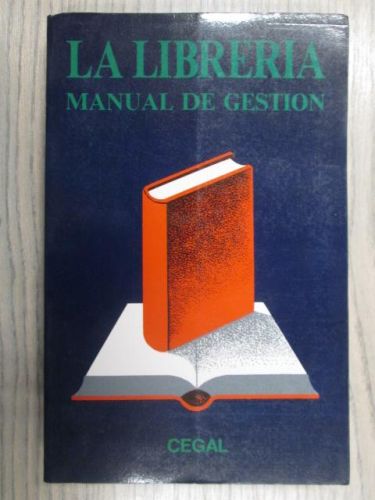 LA LIBRERIA
MANUAL DE GESTION
CEGAL